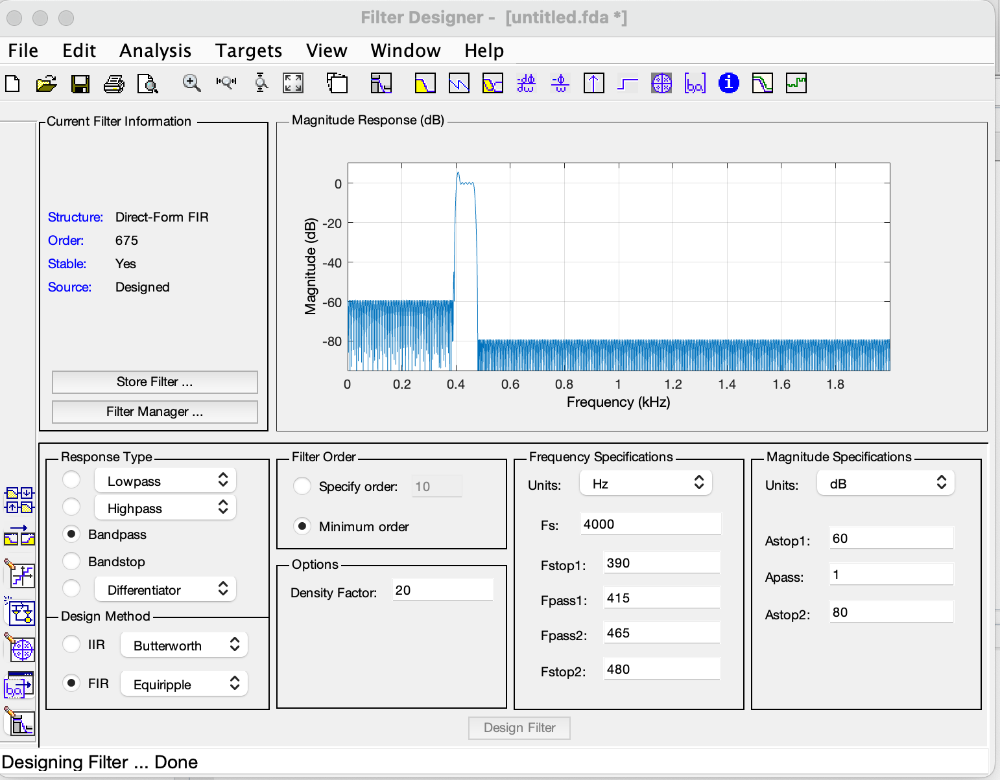 Filter Designer - [untitled.fda *]
File Edit Analysis Targets View Window Help
Current Filter Information
Structure: Direct-Form FIR
Order: 675
Stable: Yes
Source: Designed
Store Filter ...
Filter Manager ...
Magnitude Response (dB)
Magnitude (dB)
0
-20
-40
-60
-80
0 0.2 0.4 0.6 0.8 1 1.2 1.4 1.6 1.8
Frequency (kHz)
Response Type
Lowpass
Highpass
Bandpass
Bandstop
Differentiator
Design Method
IIR Butterworth
FIR Equiripple
Filter Order
Specify order: 10
Minimum order
Options
Density Factor: 20
Frequency Specifications
Units: Hz
Fs: 4000
Fstop1: 390
Fpass1: 415
Fpass2: 465
Fstop2: 480
Magnitude Specifications
Units: dB
Astop1: 60
Apass: 1
Astop2: 80
Design Filter
Designing Filter ... Done